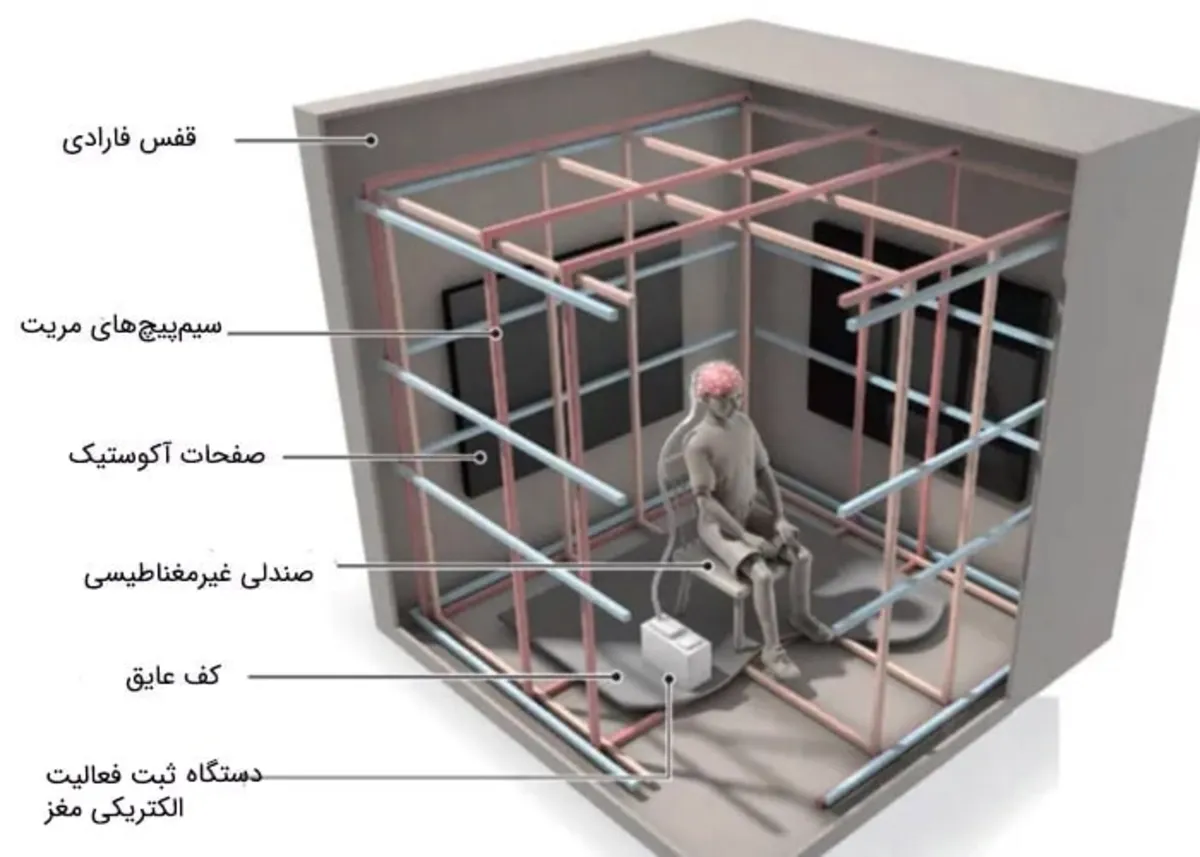 قفس فارادی
سیم‌پیچ‌های مریت
صفحات آکوستیک
صندلی غیرمغناطیسی
کف عایق
دستگاه ثبت فعالیت
الکتریکی مغز